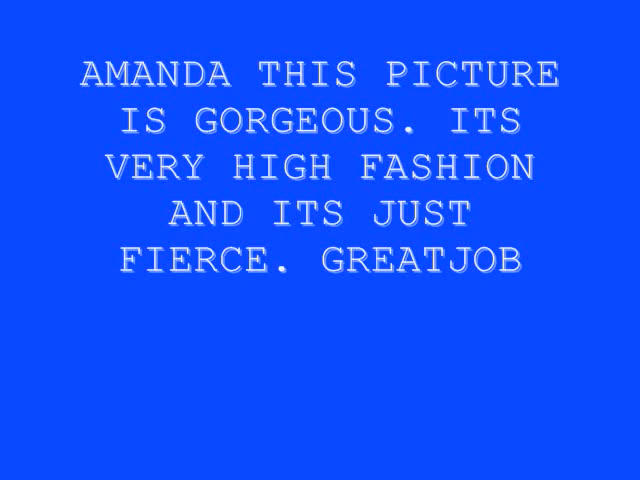 AMANDA THIS PICTURE
IS GORGEOUS. ITS
VERY HIGH FASHION
AND ITS JUST
FIERCE. GREATJOB